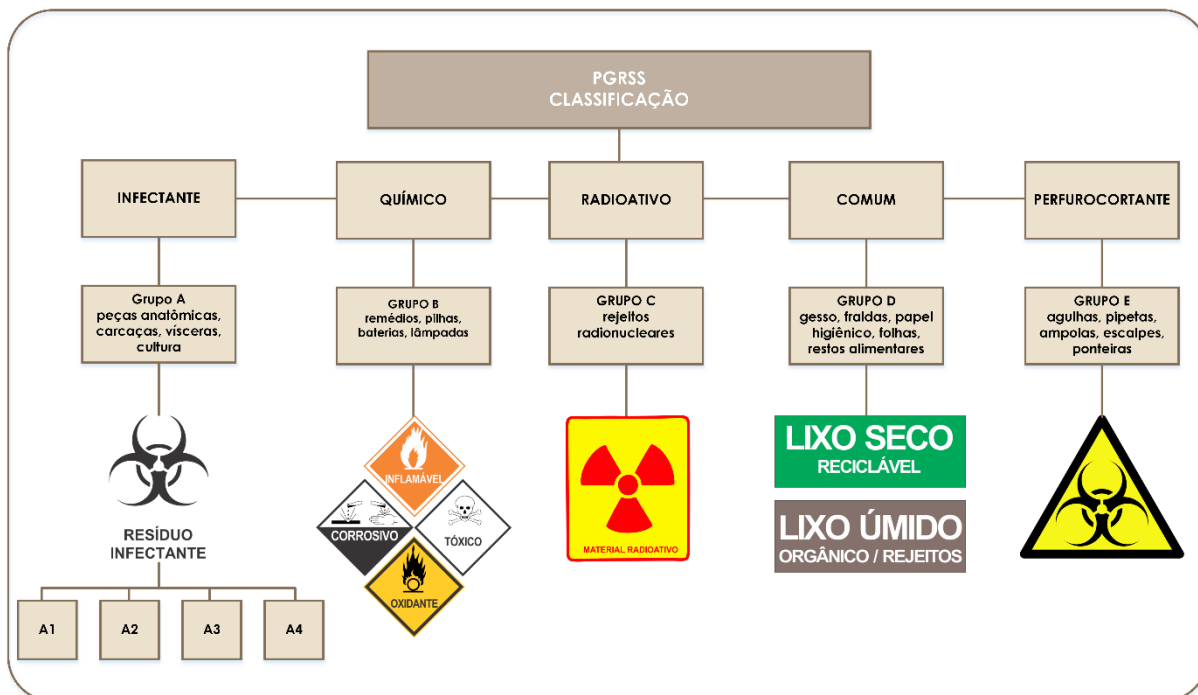 PGRSS
CLASSIFICAÇÃO
INFECTANTE
QUÍMICO
RADIOATIVO
COMUM
PERFUROCORTANTE
Grupo A
peças anatômicas,
carcaças, vísceras,
cultura
GRUPO B
remédios, pilhas,
baterias, lâmpadas
GRUPO C
rejeitos
radionucleares
GRUPO D
gesso, fraldas, papel
higiênico, folhas,
restos alimentares
GRUPO E
agulhas, pipetas,
ampolas, escalpes,
ponteiras
RESÍDUO
INFECTANTE
INFLAMÁVEL
CORROSIVO
TÓXICO
OXIDANTE
MATERIAL RADIOATIVO
LIXO SECO
RECICLÁVEL
LIXO ÚMIDO
ORGÂNICO / REJEITOS
A1
A2
A3
A4